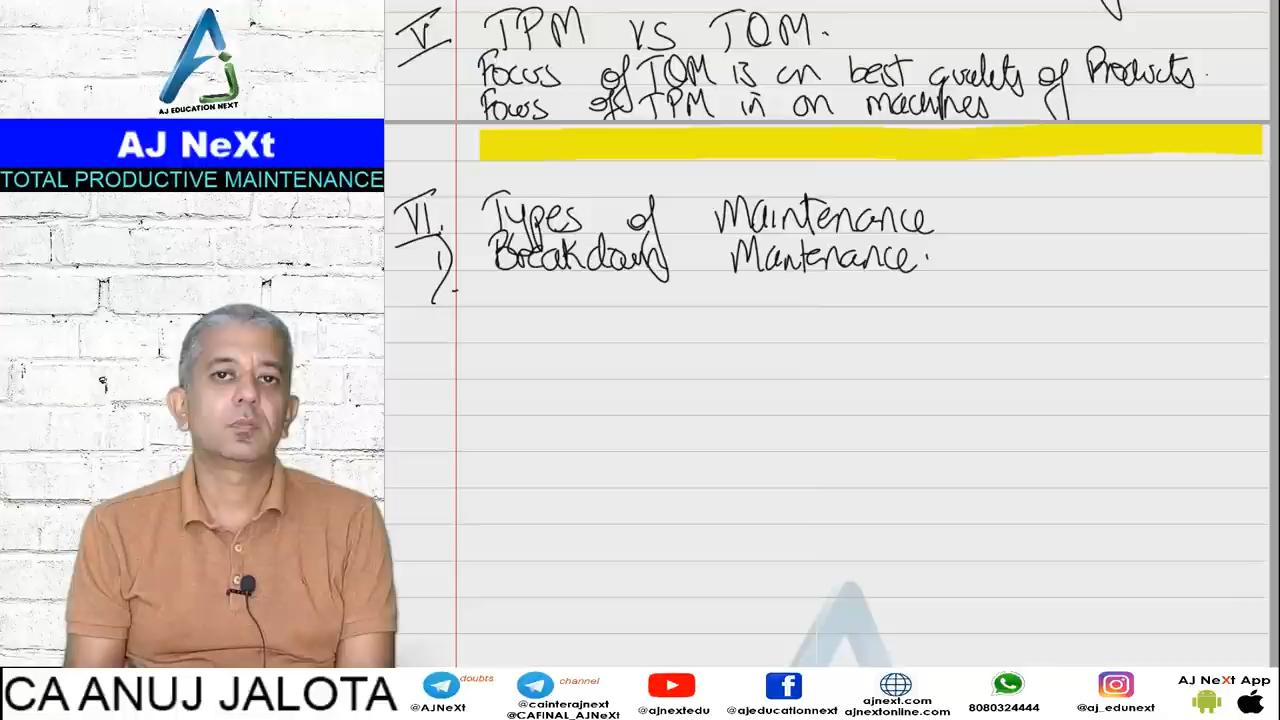 AJ EDUCATION NEXT
AJ NeXt
TOTAL PRODUCTIVE MAINTENANCE
V. TPM VS TQM.
Focus of TQM is on best quality of Products.
Focus of TPM is on machines
VI. Types of Maintenance
1). Breakdown Maintenance.
CA ANUJ JALOTA
doubts
@AJNeXt
channel
@cainterajnext
@CAFINAL_AJNeXt
@ajnextedu
@ajeducationnext
ajnext.com
ajnextonline.com
8080324444
@aj_edunext
AJ NeXt App